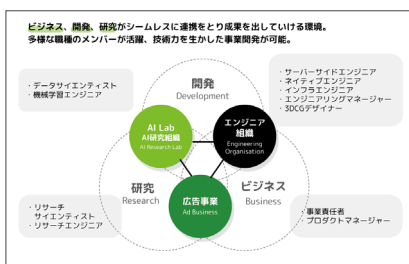 ビジネス、開発、研究がシームレスに連携をとり成果を出していける環境。
多様な職種のメンバーが活躍、技術力を生かした事業開発が可能。
開発
Development
・データサイエンティスト
・機械学習エンジニア
・サーバーサイドエンジニア
・ネイティブエンジニア
・インフラエンジニア
・エンジニアリングマネージャー
・3DCGデザイナー
AI Lab
AI研究組織
AI Research Lab
エンジニア
組織
Engineering
Organisation
研究
Research
ビジネス
Business
広告事業
Ad Business
・リサーチ
サイエンティスト
・リサーチエンジニア
・事業責任者
・プロダクトマネージャー